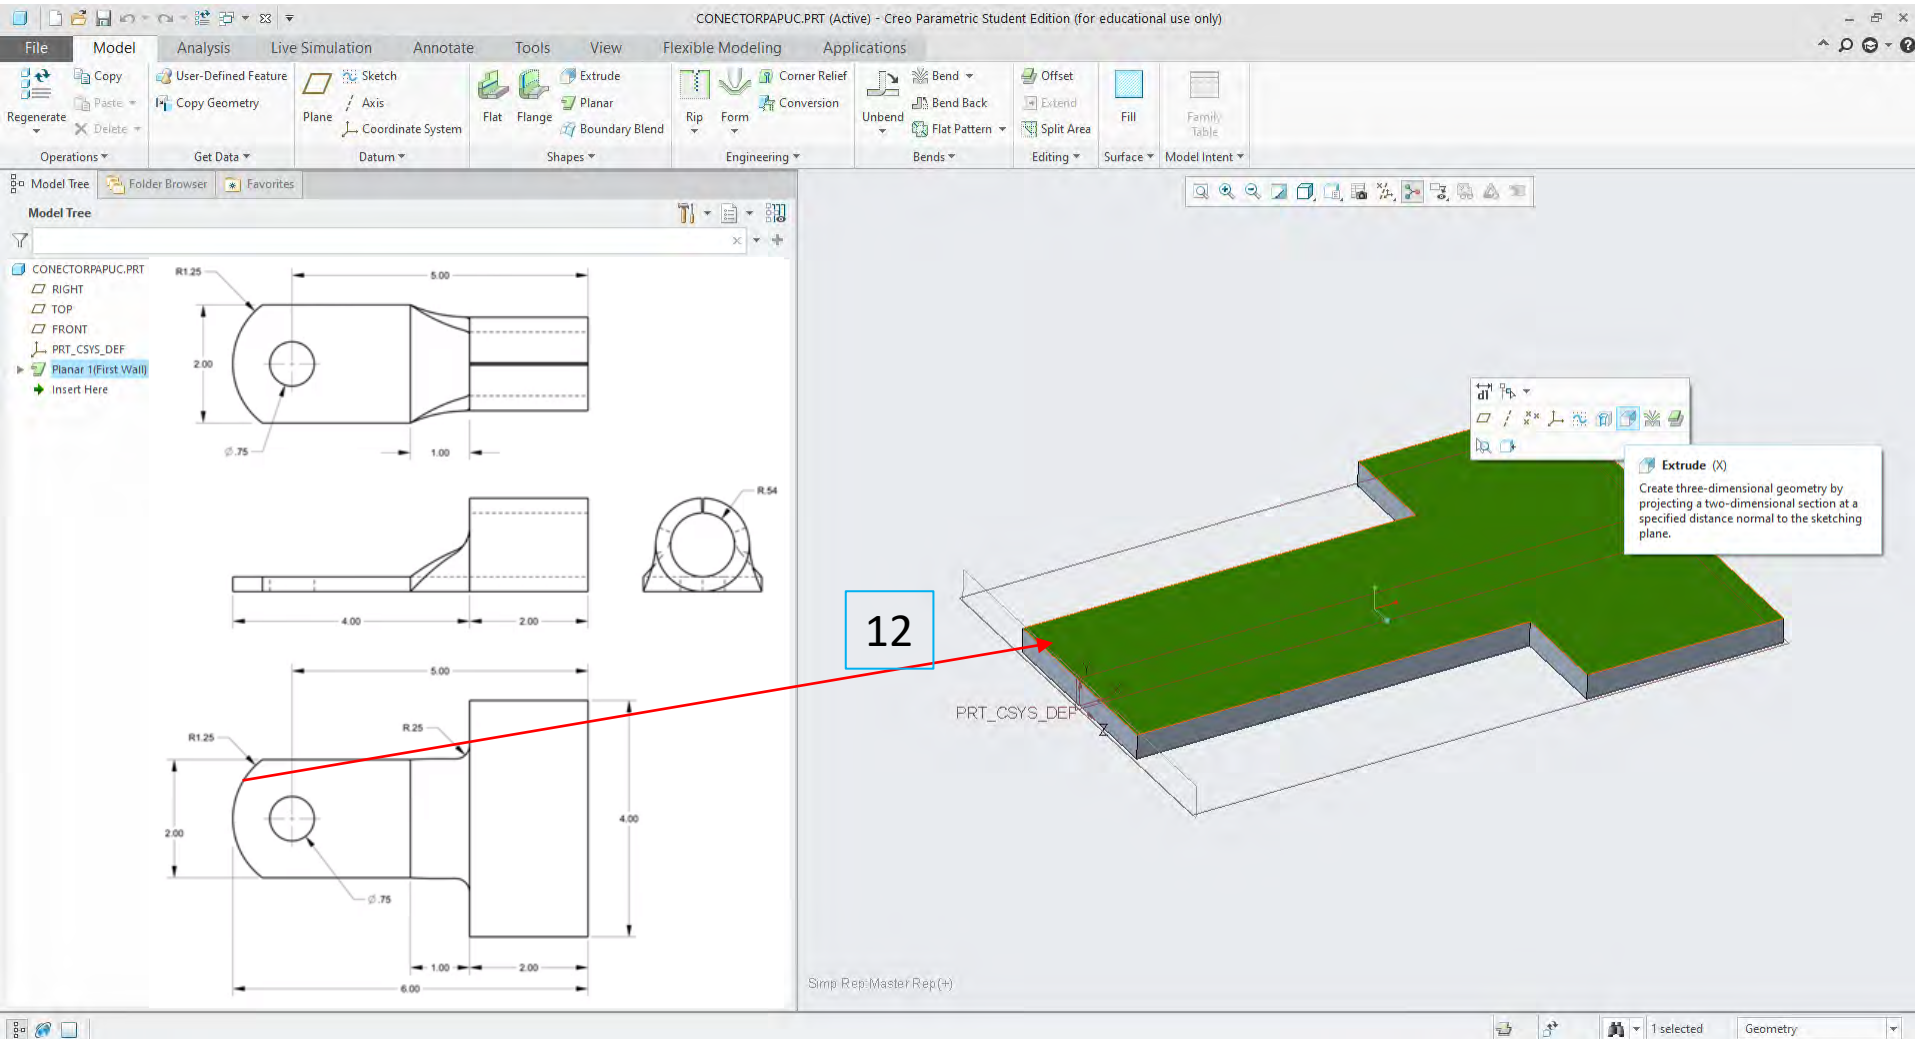 CONECTORPAPUC.PRT (Active) - Creo Parametric Student Edition (for educational use only)
File Model Analysis Live Simulation Annotate Tools View Flexible Modeling Applications
Regenerate
Copy
Paste
Delete
Operations
User-Defined Feature
Copy Geometry
Get Data
Plane
Sketch
Axis
Coordinate System
Datum
Flat
Flange
Extrude
Planar
Boundary Blend
Shapes
Rip
Form
Corner Relief
Conversion
Engineering
Unbend
Bend
Bend Back
Flat Pattern
Bends
Offset
Extend
Split Area
Editing
Fill
Surface
Family
Table
Model Intent
Model Tree Folder Browser Favorites
Model Tree
CONECTORPAPUC.PRT
RIGHT
TOP
FRONT
PRT_CSYS_DEF
Planar 1(First Wall)
Insert Here
R1.25
5.00
2.00
Ø.75
1.00
R.54
4.00
2.00
5.00
R.25
R1.25
2.00
4.00
Ø.75
1.00
2.00
6.00
12
dl
Extrude (X)
Create three-dimensional geometry by
projecting a two-dimensional section at a
specified distance normal to the sketching
plane.
PRT_CSYS_DEF
Z
Simp Rep:Master Rep(+)
1 selected
Geometry